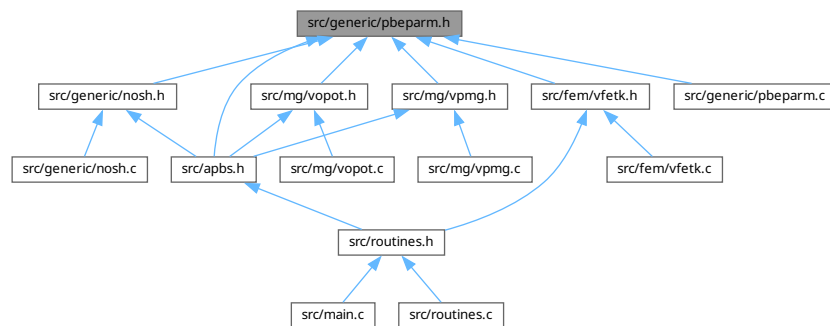 src/generic/pbeparm.h
src/generic/nosh.h
src/mg/vopot.h
src/mg/vpmg.h
src/fem/vfetk.h
src/generic/pbeparm.c
src/generic/nosh.c
src/apbs.h
src/mg/vopot.c
src/mg/vpmg.c
src/fem/vfetk.c
src/routines.h
src/main.c
src/routines.c